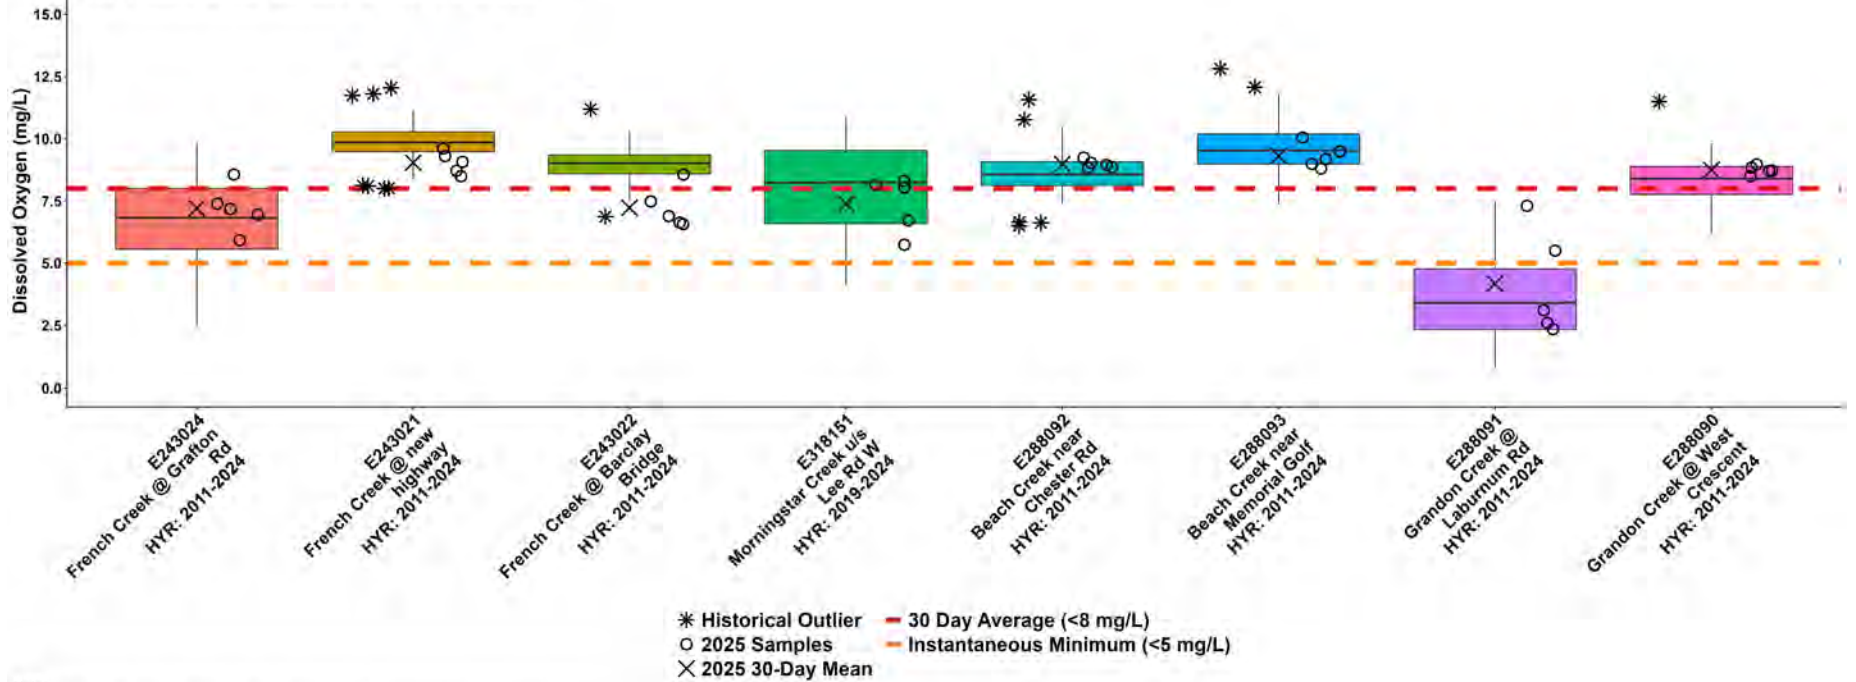 15.0
12.5
10.0
7.5
5.0
2.5
0.0
Dissolved Oxygen (mg/L)
E243024
French Creek @ Grafton
Rd
HYR: 2011-2024
E243021
French Creek @ new
highway
HYR: 2011-2024
E243022
French Creek @ Barclay
Bridge
HYR: 2011-2024
E318151
Morningstar Creek u/s
Lee Rd W
HYR: 2019-2024
E288092
Beach Creek near
Chester Rd
HYR: 2011-2024
E288093
Beach Creek near
Memorial Golf
HYR: 2011-2024
E288091
Grandon Creek @
Laburnum Rd
HYR: 2011-2024
E288090
Grandon Creek @ West
Crescent
HYR: 2011-2024
Historical Outlier
2025 Samples
2025 30-Day Mean
30 Day Average (<8 mg/L)
Instantaneous Minimum (<5 mg/L)